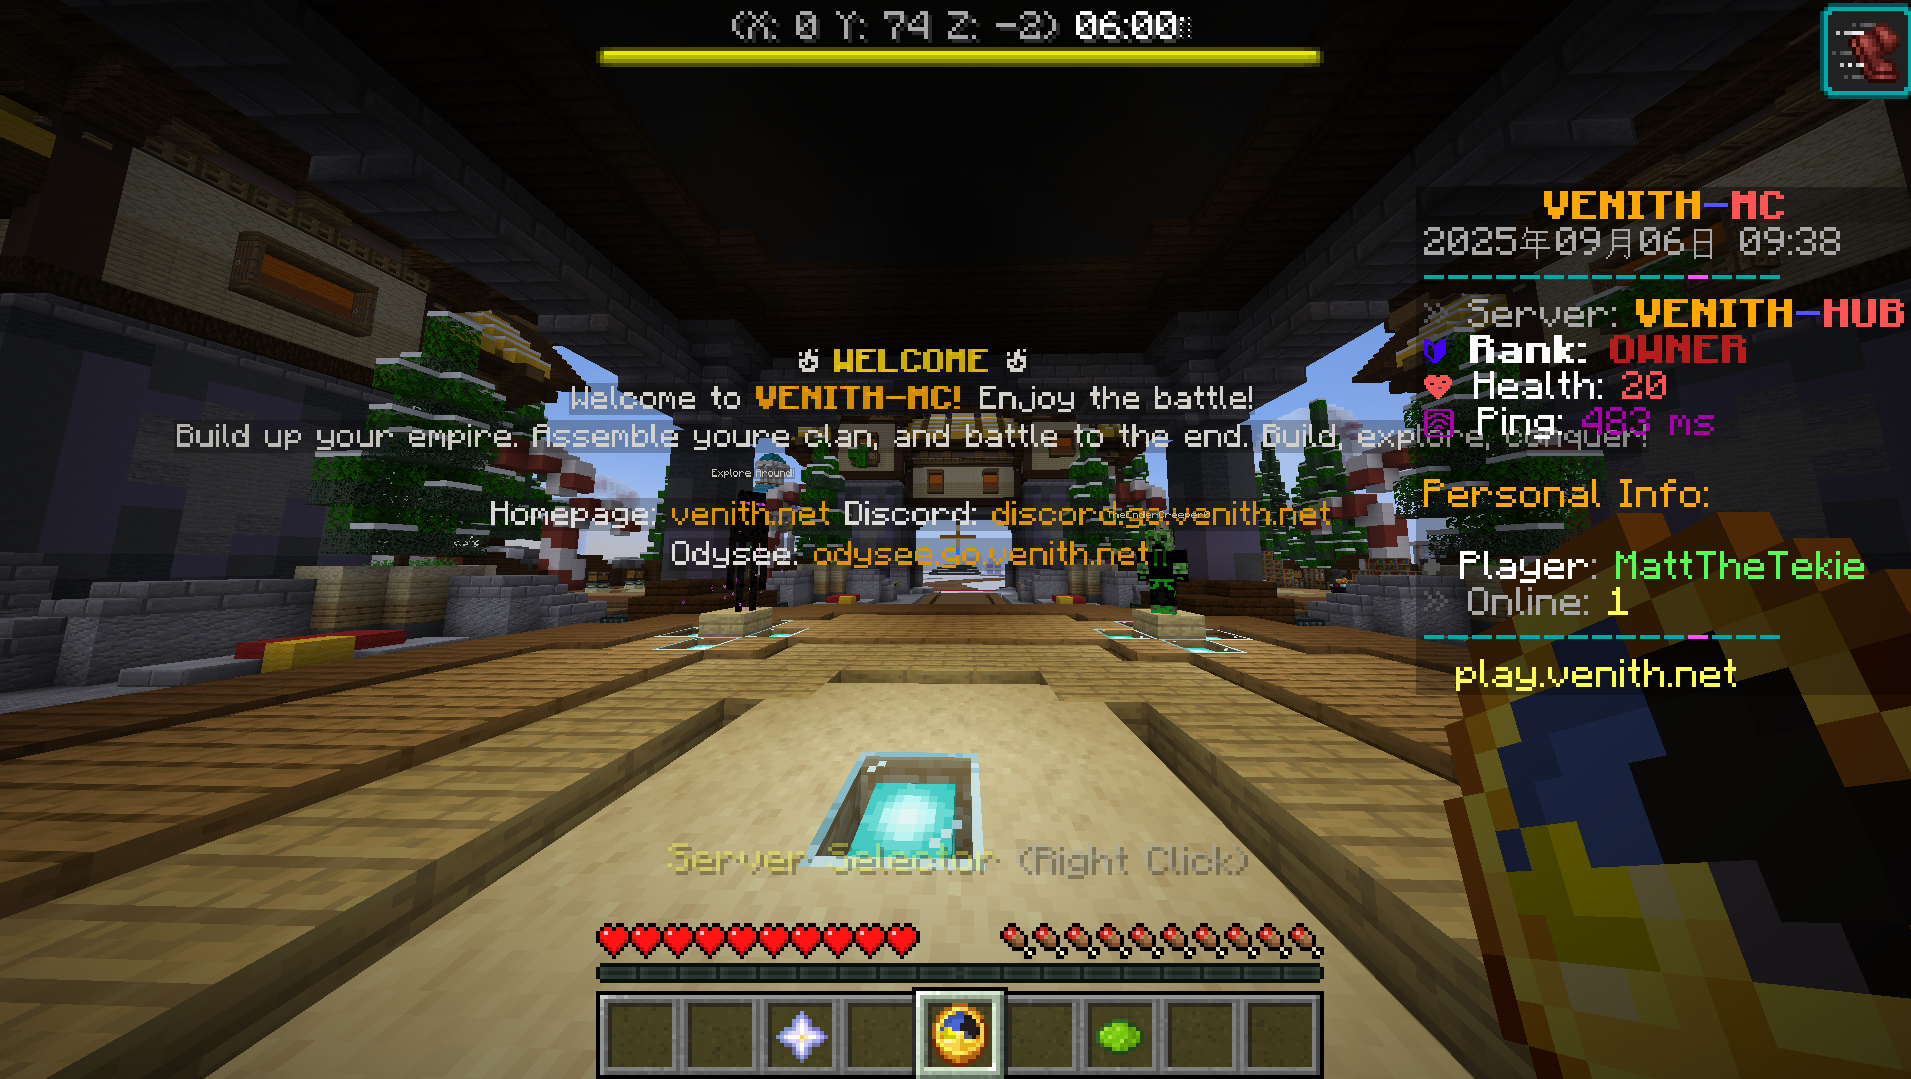 (X: 0 Y: 74 Z: -2) 06:00
VENITH-MC
2025年09月06日 09:38
Server: VENITH-HUB
Rank: OWNER
Health: 20
Ping: 483 ms
Personal Info:
Player: MattTheTekie
Online: 1
play.venith.net
WELCOME
Welcome to VENITH-MC! Enjoy the battle!
Build up your empire. Assemble youre clan, and battle to the end. Build, explore, conquer!
Explore Around!
Homepage: venith.net Discord: discord.go.venith.net
TheEnderCreeper0
Odysee: odysee.go.venith.net
Server Selector (Right Click)